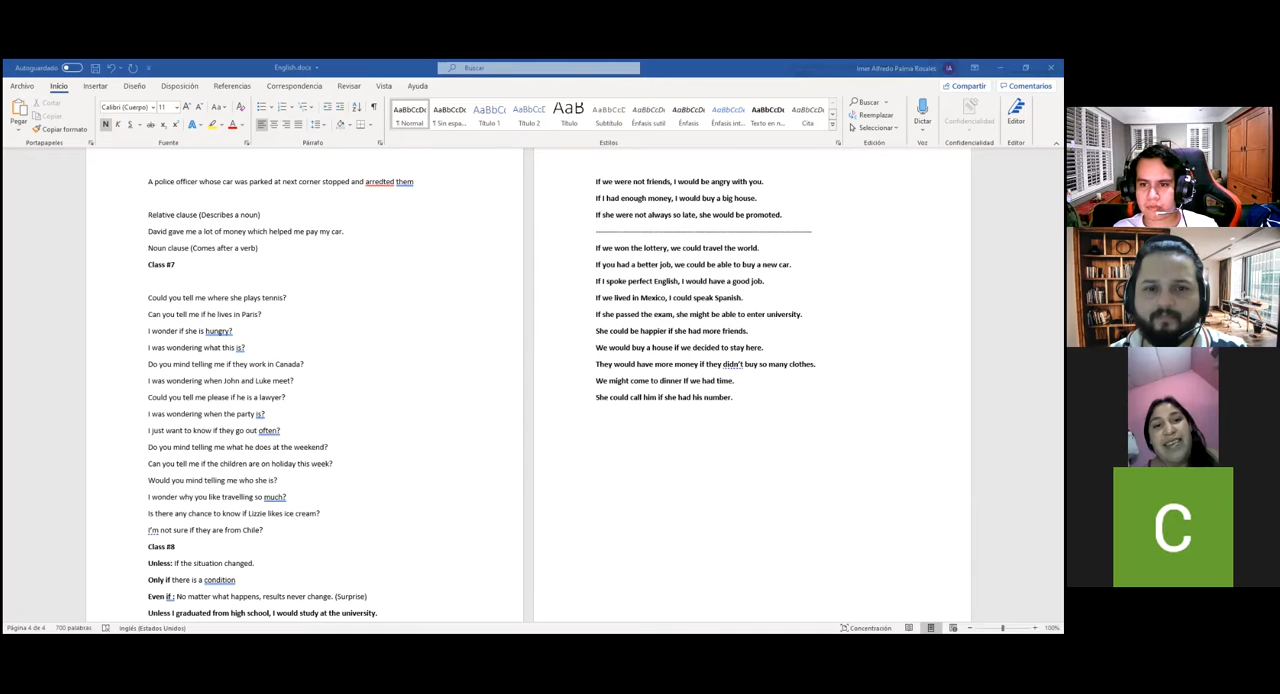 Autoguardado
English.docx
Buscar
Imer Alfredo Palma Rosales
IA
Archivo Inicio Insertar Diseño Disposición Referencias Correspondencia Revisar Vista Ayuda
Compartir Comentarios
Pegar
Cortar
Copiar
Copiar formato
Portapapeles
Calibri (Cuerpo) 11
Fuente
Párrafo
AaBbCcDc ¶ Normal
AaBbCcDc ¶ Sin espa...
AaBbC( Título 1
AaBbCcC Título 2
AaB Título
AaBbCcC Subtítulo
AaBbCcDc Énfasis sutil
AaBbCcDc Énfasis
AaBbCcDc Énfasis int...
AaBbCcDc Texto en n...
AaBbCcDc Cita
Estilos
Buscar
Reemplazar
Seleccionar
Edición
Dictar
Voz
Confidencialidad
Confidencialidad
Editor
Editor
A police officer whose car was parked at next corner stopped and arredted them
Relative clause (Describes a noun)
David gave me a lot of money which helped me pay my car.
Noun clause (Comes after a verb)
Class #7
Could you tell me where she plays tennis?
Can you tell me if he lives in Paris?
I wonder if she is hungry?
I was wondering what this is?
Do you mind telling me if they work in Canada?
I was wondering when John and Luke meet?
Could you tell me please if he is a lawyer?
I was wondering when the party is?
I just want to know if they go out often?
Do you mind telling me what he does at the weekend?
Can you tell me if the children are on holiday this week?
Would you mind telling me who she is?
I wonder why you like travelling so much?
Is there any chance to know if Lizzie likes ice cream?
I'm not sure if they are from Chile?
Class #8
Unless: If the situation changed.
Only if there is a condition
Even if : No matter what happens, results never change. (Surprise)
Unless I graduated from high school, I would study at the university.
If we were not friends, I would be angry with you.
If I had enough money, I would buy a big house.
If she were not always so late, she would be promoted.
If we won the lottery, we could travel the world.
If you had a better job, we could be able to buy a new car.
If I spoke perfect English, I would have a good job.
If we lived in Mexico, I could speak Spanish.
If she passed the exam, she might be able to enter university.
She could be happier if she had more friends.
We would buy a house if we decided to stay here.
They would have more money if they didn't buy so many clothes.
We might come to dinner If we had time.
She could call him if she had his number.
Página 4 de 4 700 palabras Inglés (Estados Unidos)
Concentración
100%
C